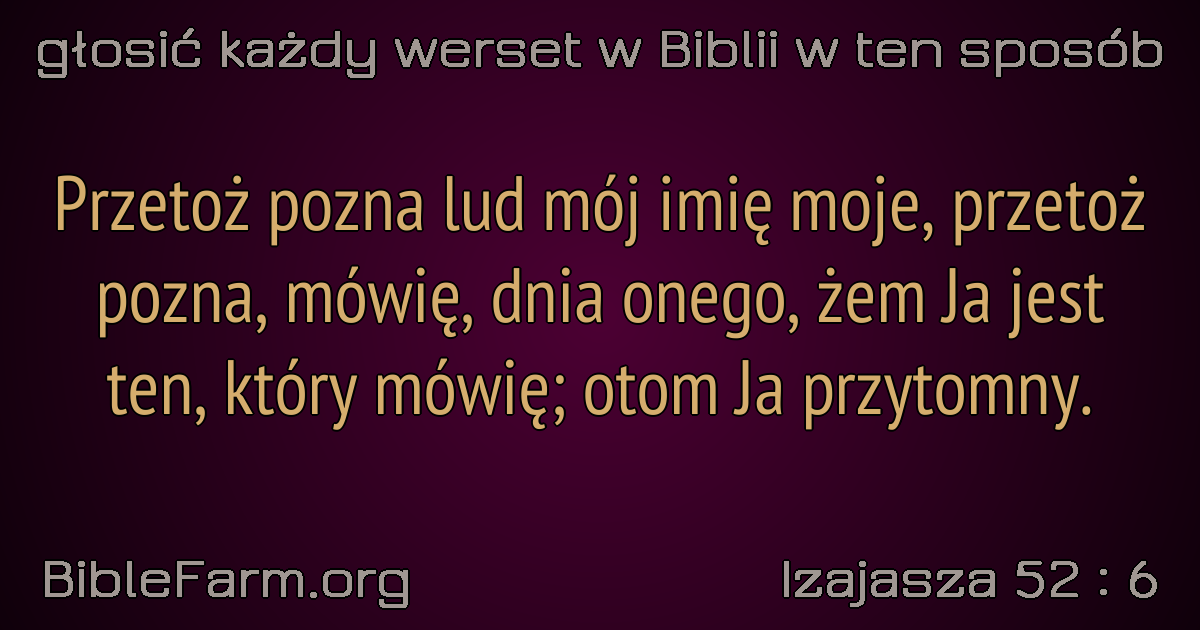 głosić każdy werset w Biblii w ten sposób
Przetoż pozna lud mój imię moje, przetoż
pozna, mówię, dnia onego, żem Ja jest
ten, który mówię; otom Ja przytomny.
BibleFarm.org
Izajasza 52 : 6